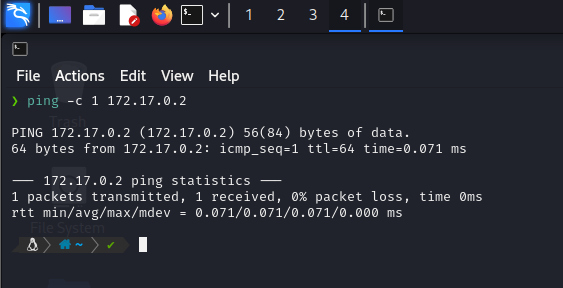 1 2 3 4
File Actions Edit View Help
❯ ping -c 1 172.17.0.2
PING 172.17.0.2 (172.17.0.2) 56(84) bytes of data.
64 bytes from 172.17.0.2: icmp_seq=1 ttl=64 time=0.071 ms
--- 172.17.0.2 ping statistics ---
1 packets transmitted, 1 received, 0% packet loss, time 0ms
rtt min/avg/max/mdev = 0.071/0.071/0.071/0.000 ms
Trash
File System
~ ✔